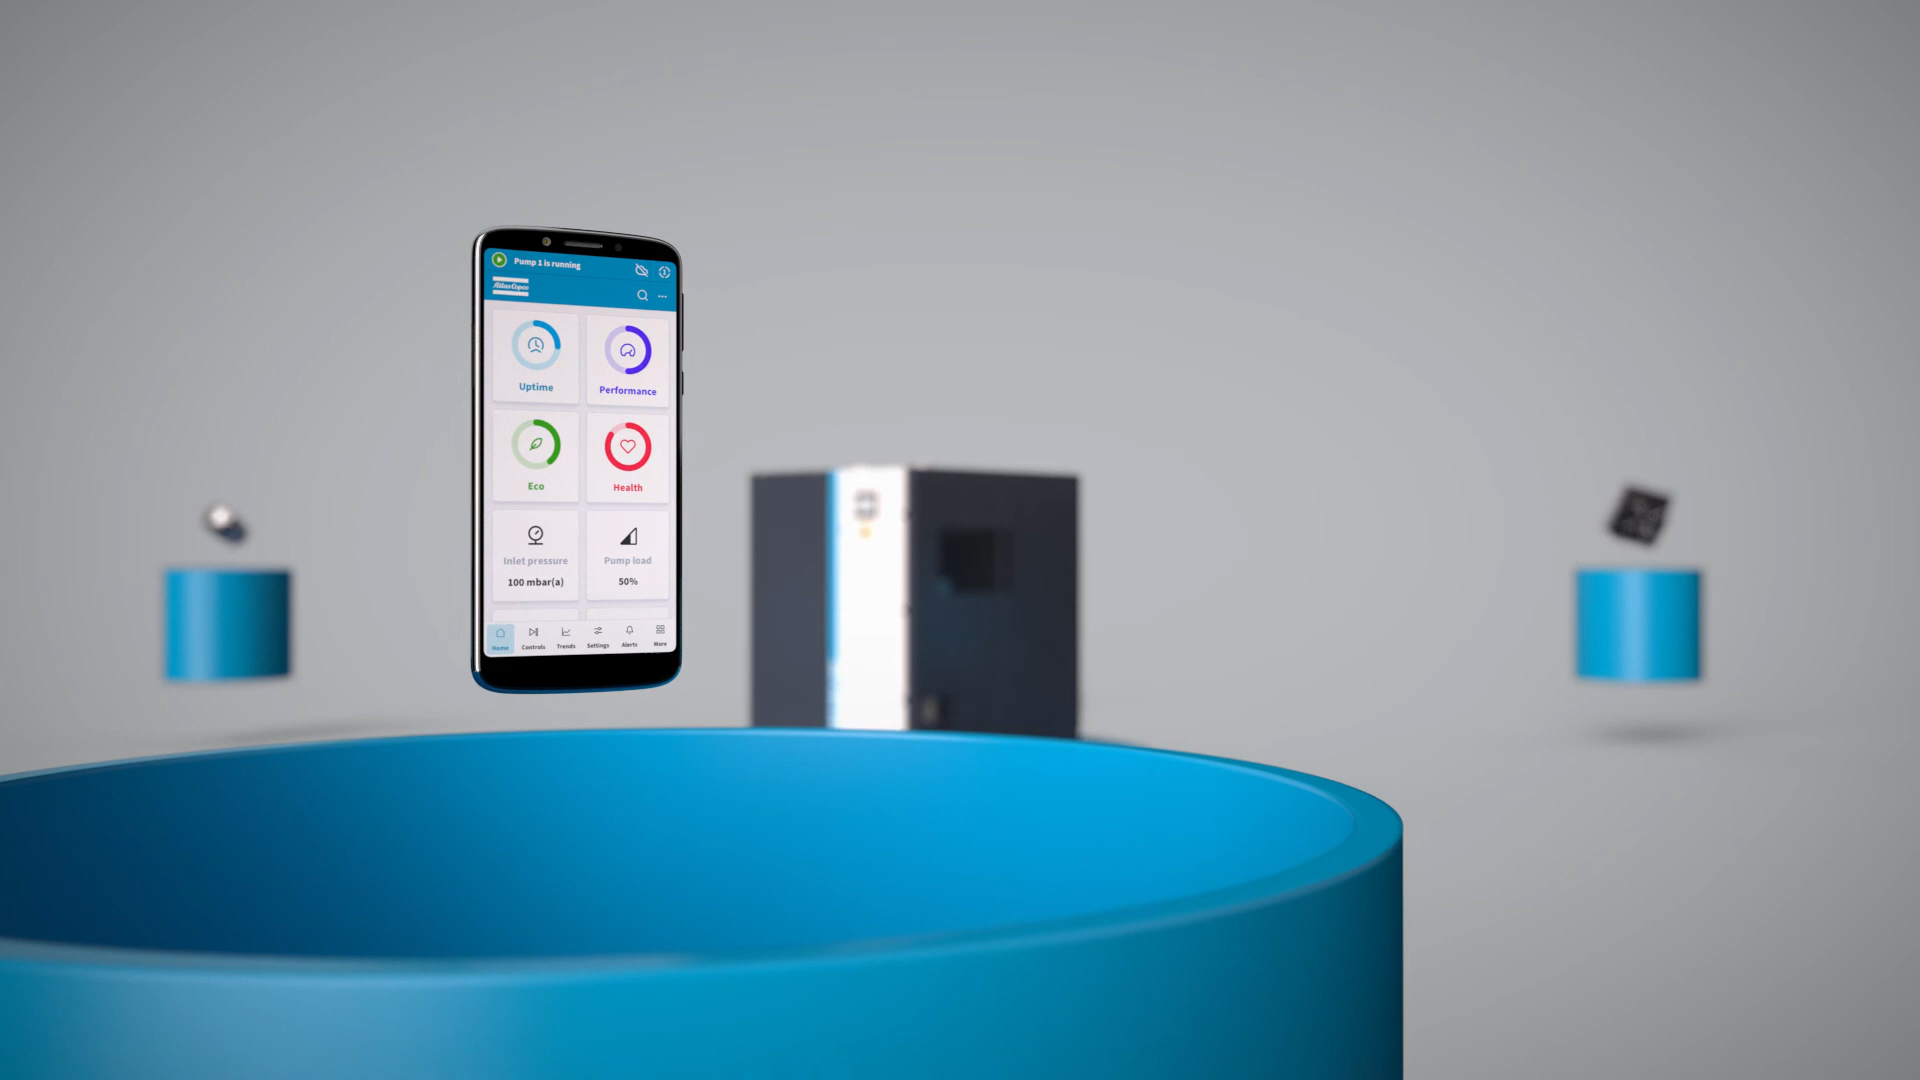 Pump 1 is running
Atlas Copco
Uptime
Performance
Eco
Health
Inlet pressure
100 mbar(a)
Pump load
50%
Home
Controls
Trends
Settings
Alerts
More